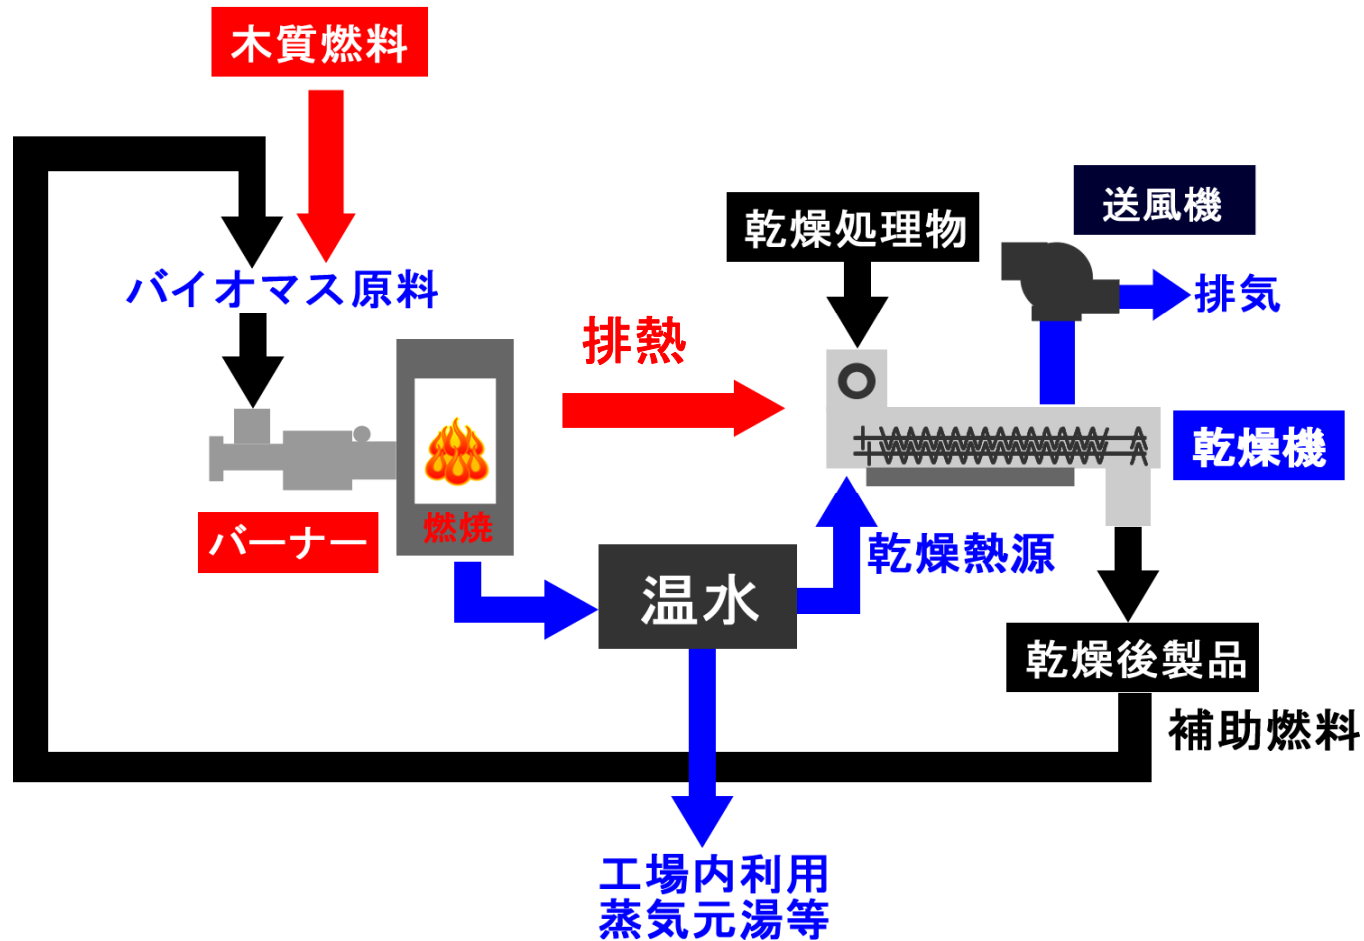 木質燃料
バイオマス原料
バーナー
燃焼
排熱
乾燥処理物
送風機
排気
乾燥機
温水
乾燥熱源
乾燥後製品
補助燃料
工場内利用
蒸気元湯等